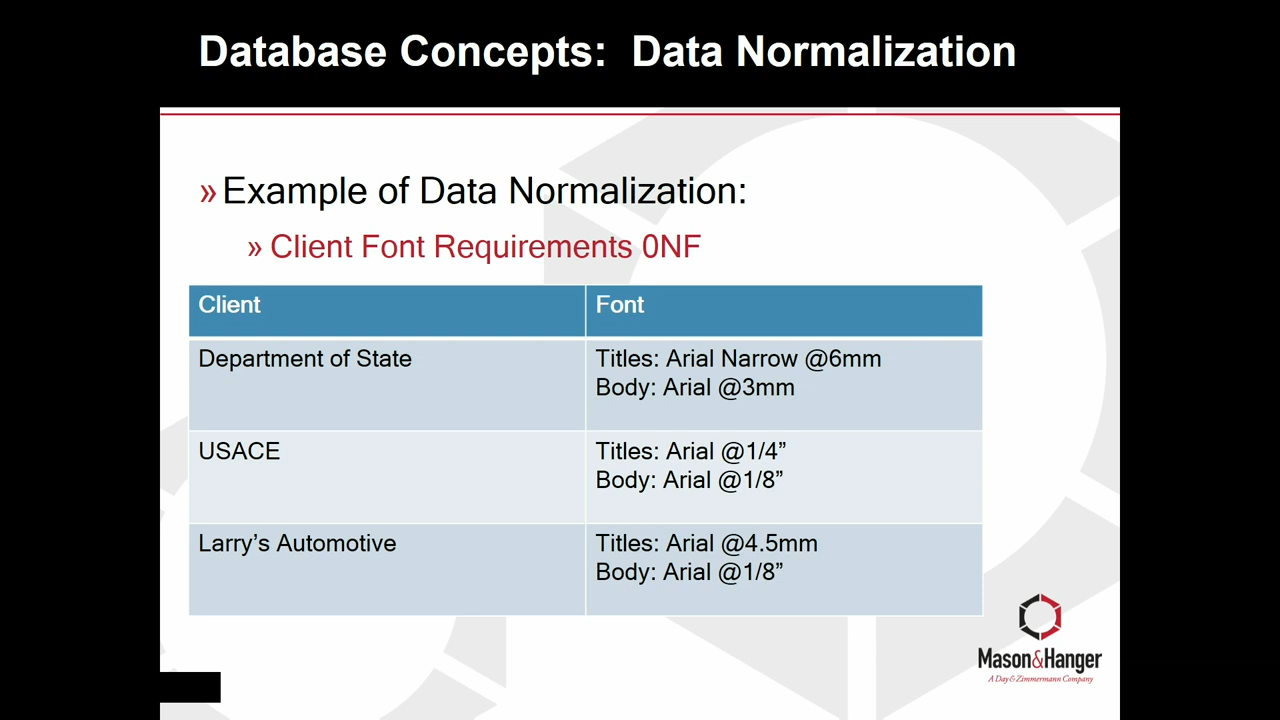 Database Concepts:  Data Normalization
» Example of Data Normalization:
» Client Font Requirements 0NF
Client
Font
Department of State
Titles: Arial Narrow @6mm
Body: Arial @3mm
USACE
Titles: Arial @1/4”
Body: Arial @1/8”
Larry’s Automotive
Titles: Arial @4.5mm
Body: Arial @1/8”
Mason&Hanger
A Day & Zimmermann Company